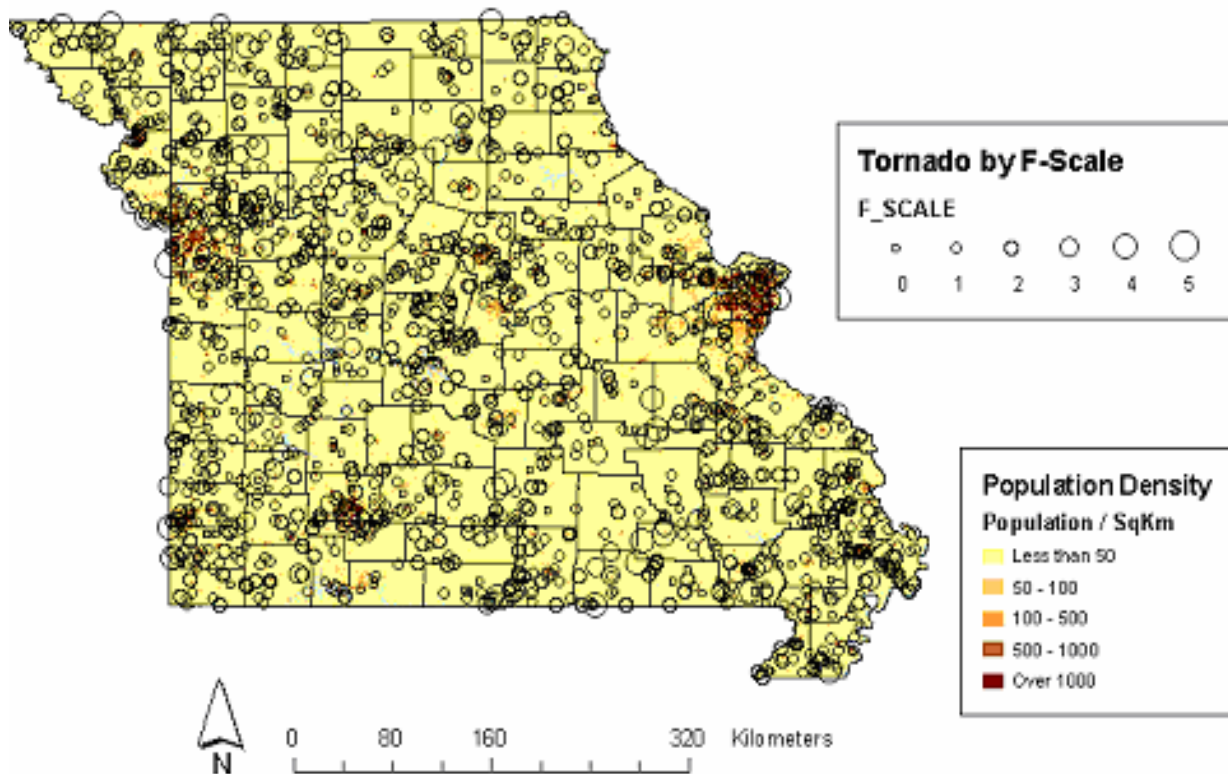 Tornado by F-Scale
F_SCALE
0 1 2 3 4 5
Population Density
Population / SqKm
Less than 50
50 - 100
100 - 500
500 - 1000
Over 1000
N
0 80 160 320 Kilometers